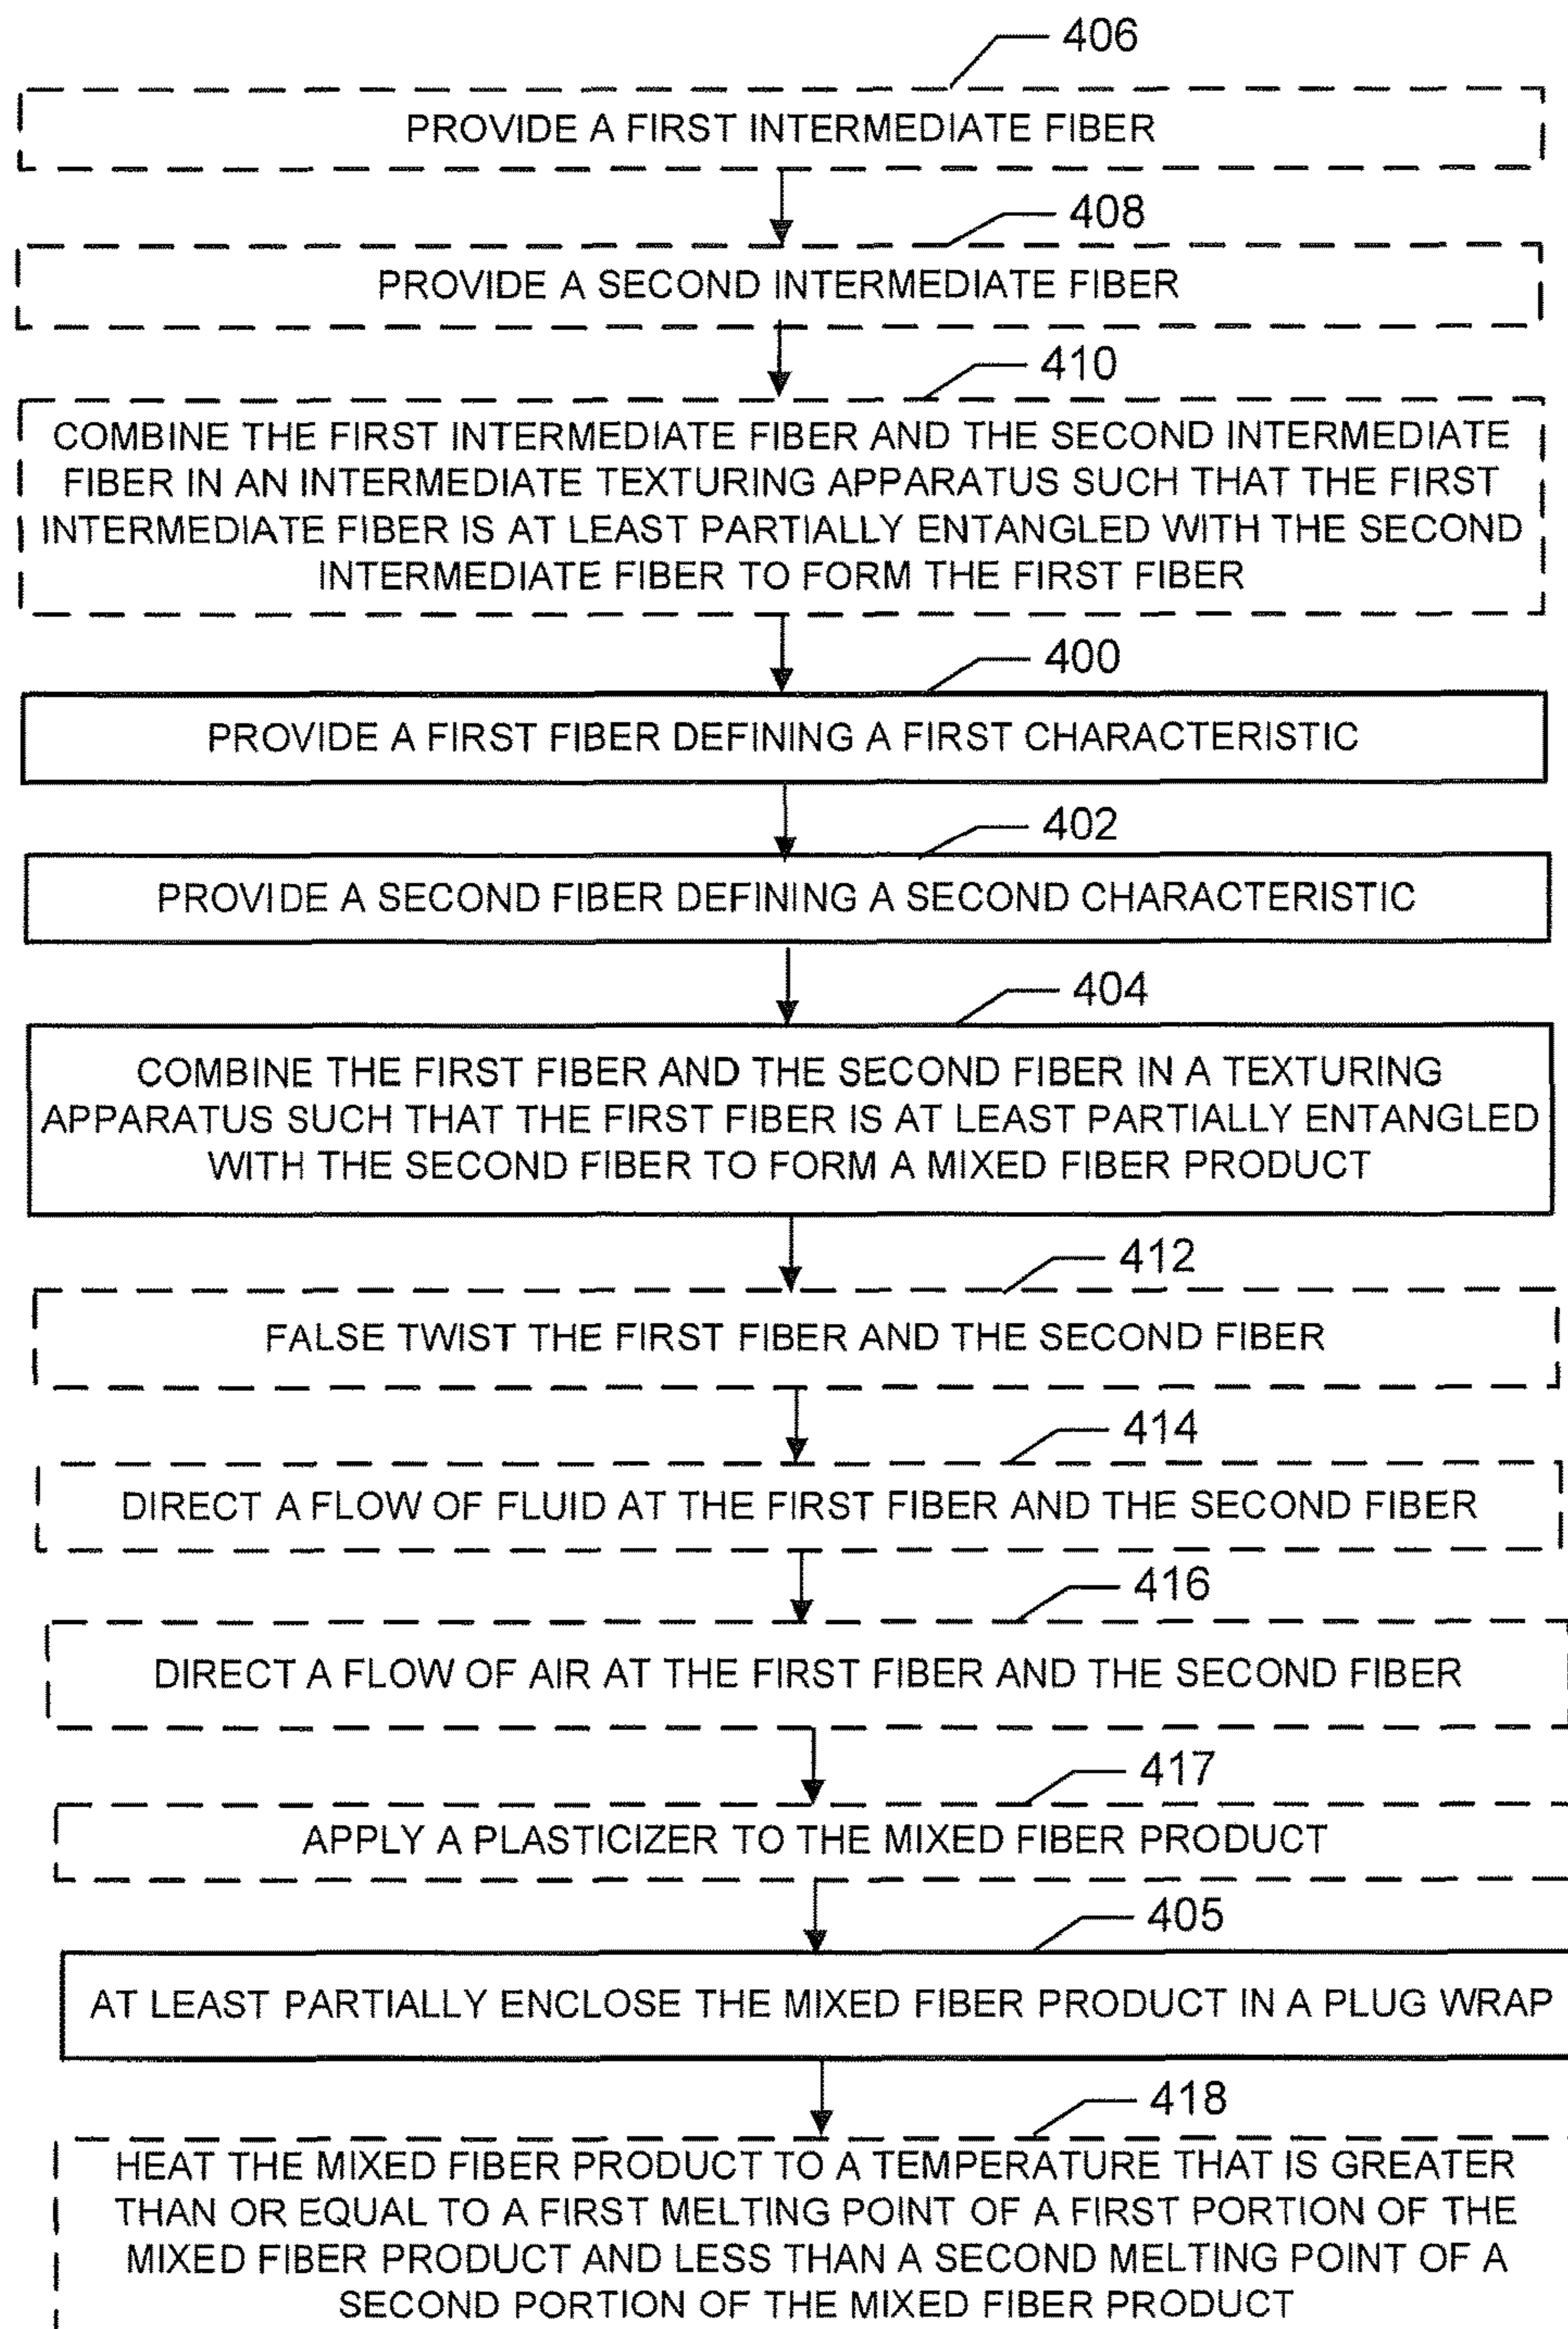 406
PROVIDE A FIRST INTERMEDIATE FIBER
408
PROVIDE A SECOND INTERMEDIATE FIBER
410
COMBINE THE FIRST INTERMEDIATE FIBER AND THE SECOND INTERMEDIATE
FIBER IN AN INTERMEDIATE TEXTURING APPARATUS SUCH THAT THE FIRST
INTERMEDIATE FIBER IS AT LEAST PARTIALLY ENTANGLED WITH THE SECOND
INTERMEDIATE FIBER TO FORM THE FIRST FIBER
400
PROVIDE A FIRST FIBER DEFINING A FIRST CHARACTERISTIC
402
PROVIDE A SECOND FIBER DEFINING A SECOND CHARACTERISTIC
404
COMBINE THE FIRST FIBER AND THE SECOND FIBER IN A TEXTURING
APPARATUS SUCH THAT THE FIRST FIBER IS AT LEAST PARTIALLY ENTANGLED
WITH THE SECOND FIBER TO FORM A MIXED FIBER PRODUCT
412
FALSE TWIST THE FIRST FIBER AND THE SECOND FIBER
414
DIRECT A FLOW OF FLUID AT THE FIRST FIBER AND THE SECOND FIBER
416
DIRECT A FLOW OF AIR AT THE FIRST FIBER AND THE SECOND FIBER
417
APPLY A PLASTICIZER TO THE MIXED FIBER PRODUCT
405
AT LEAST PARTIALLY ENCLOSE THE MIXED FIBER PRODUCT IN A PLUG WRAP
418
HEAT THE MIXED FIBER PRODUCT TO A TEMPERATURE THAT IS GREATER
THAN OR EQUAL TO A FIRST MELTING POINT OF A FIRST PORTION OF THE
MIXED FIBER PRODUCT AND LESS THAN A SECOND MELTING POINT OF A
SECOND PORTION OF THE MIXED FIBER PRODUCT